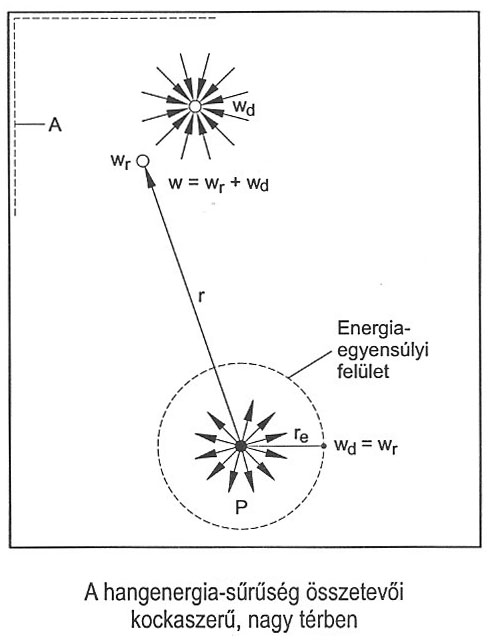 w_d
A
w_r
w = w_r + w_d
r
Energia-
egyensúlyi
felület
r_e
w_d = w_r
P
A hangenergia-sűrűség összetevői
kockaszerű, nagy térben